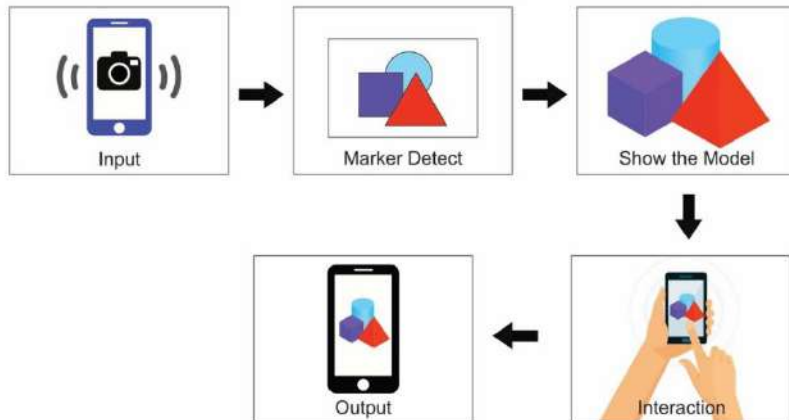 Input
Marker Detect
Show the Model
Interaction
Output